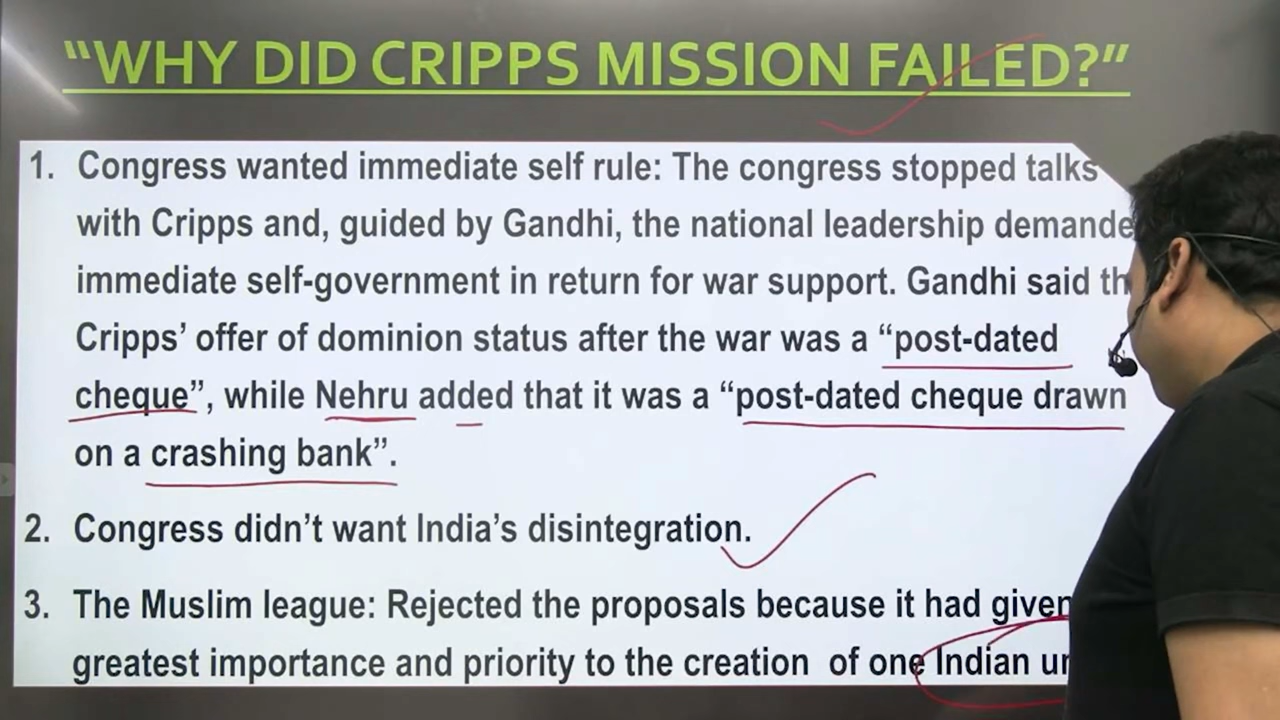 “WHY DID CRIPPS MISSION FAILED?”
1. Congress wanted immediate self rule: The congress stopped talks
with Cripps and, guided by Gandhi, the national leadership demande
immediate self-government in return for war support. Gandhi said th
Cripps’ offer of dominion status after the war was a “post-dated
cheque”, while Nehru added that it was a “post-dated cheque drawn
on a crashing bank”.
2. Congress didn’t want India’s disintegration.
3. The Muslim league: Rejected the proposals because it had given
greatest importance and priority to the creation of one Indian